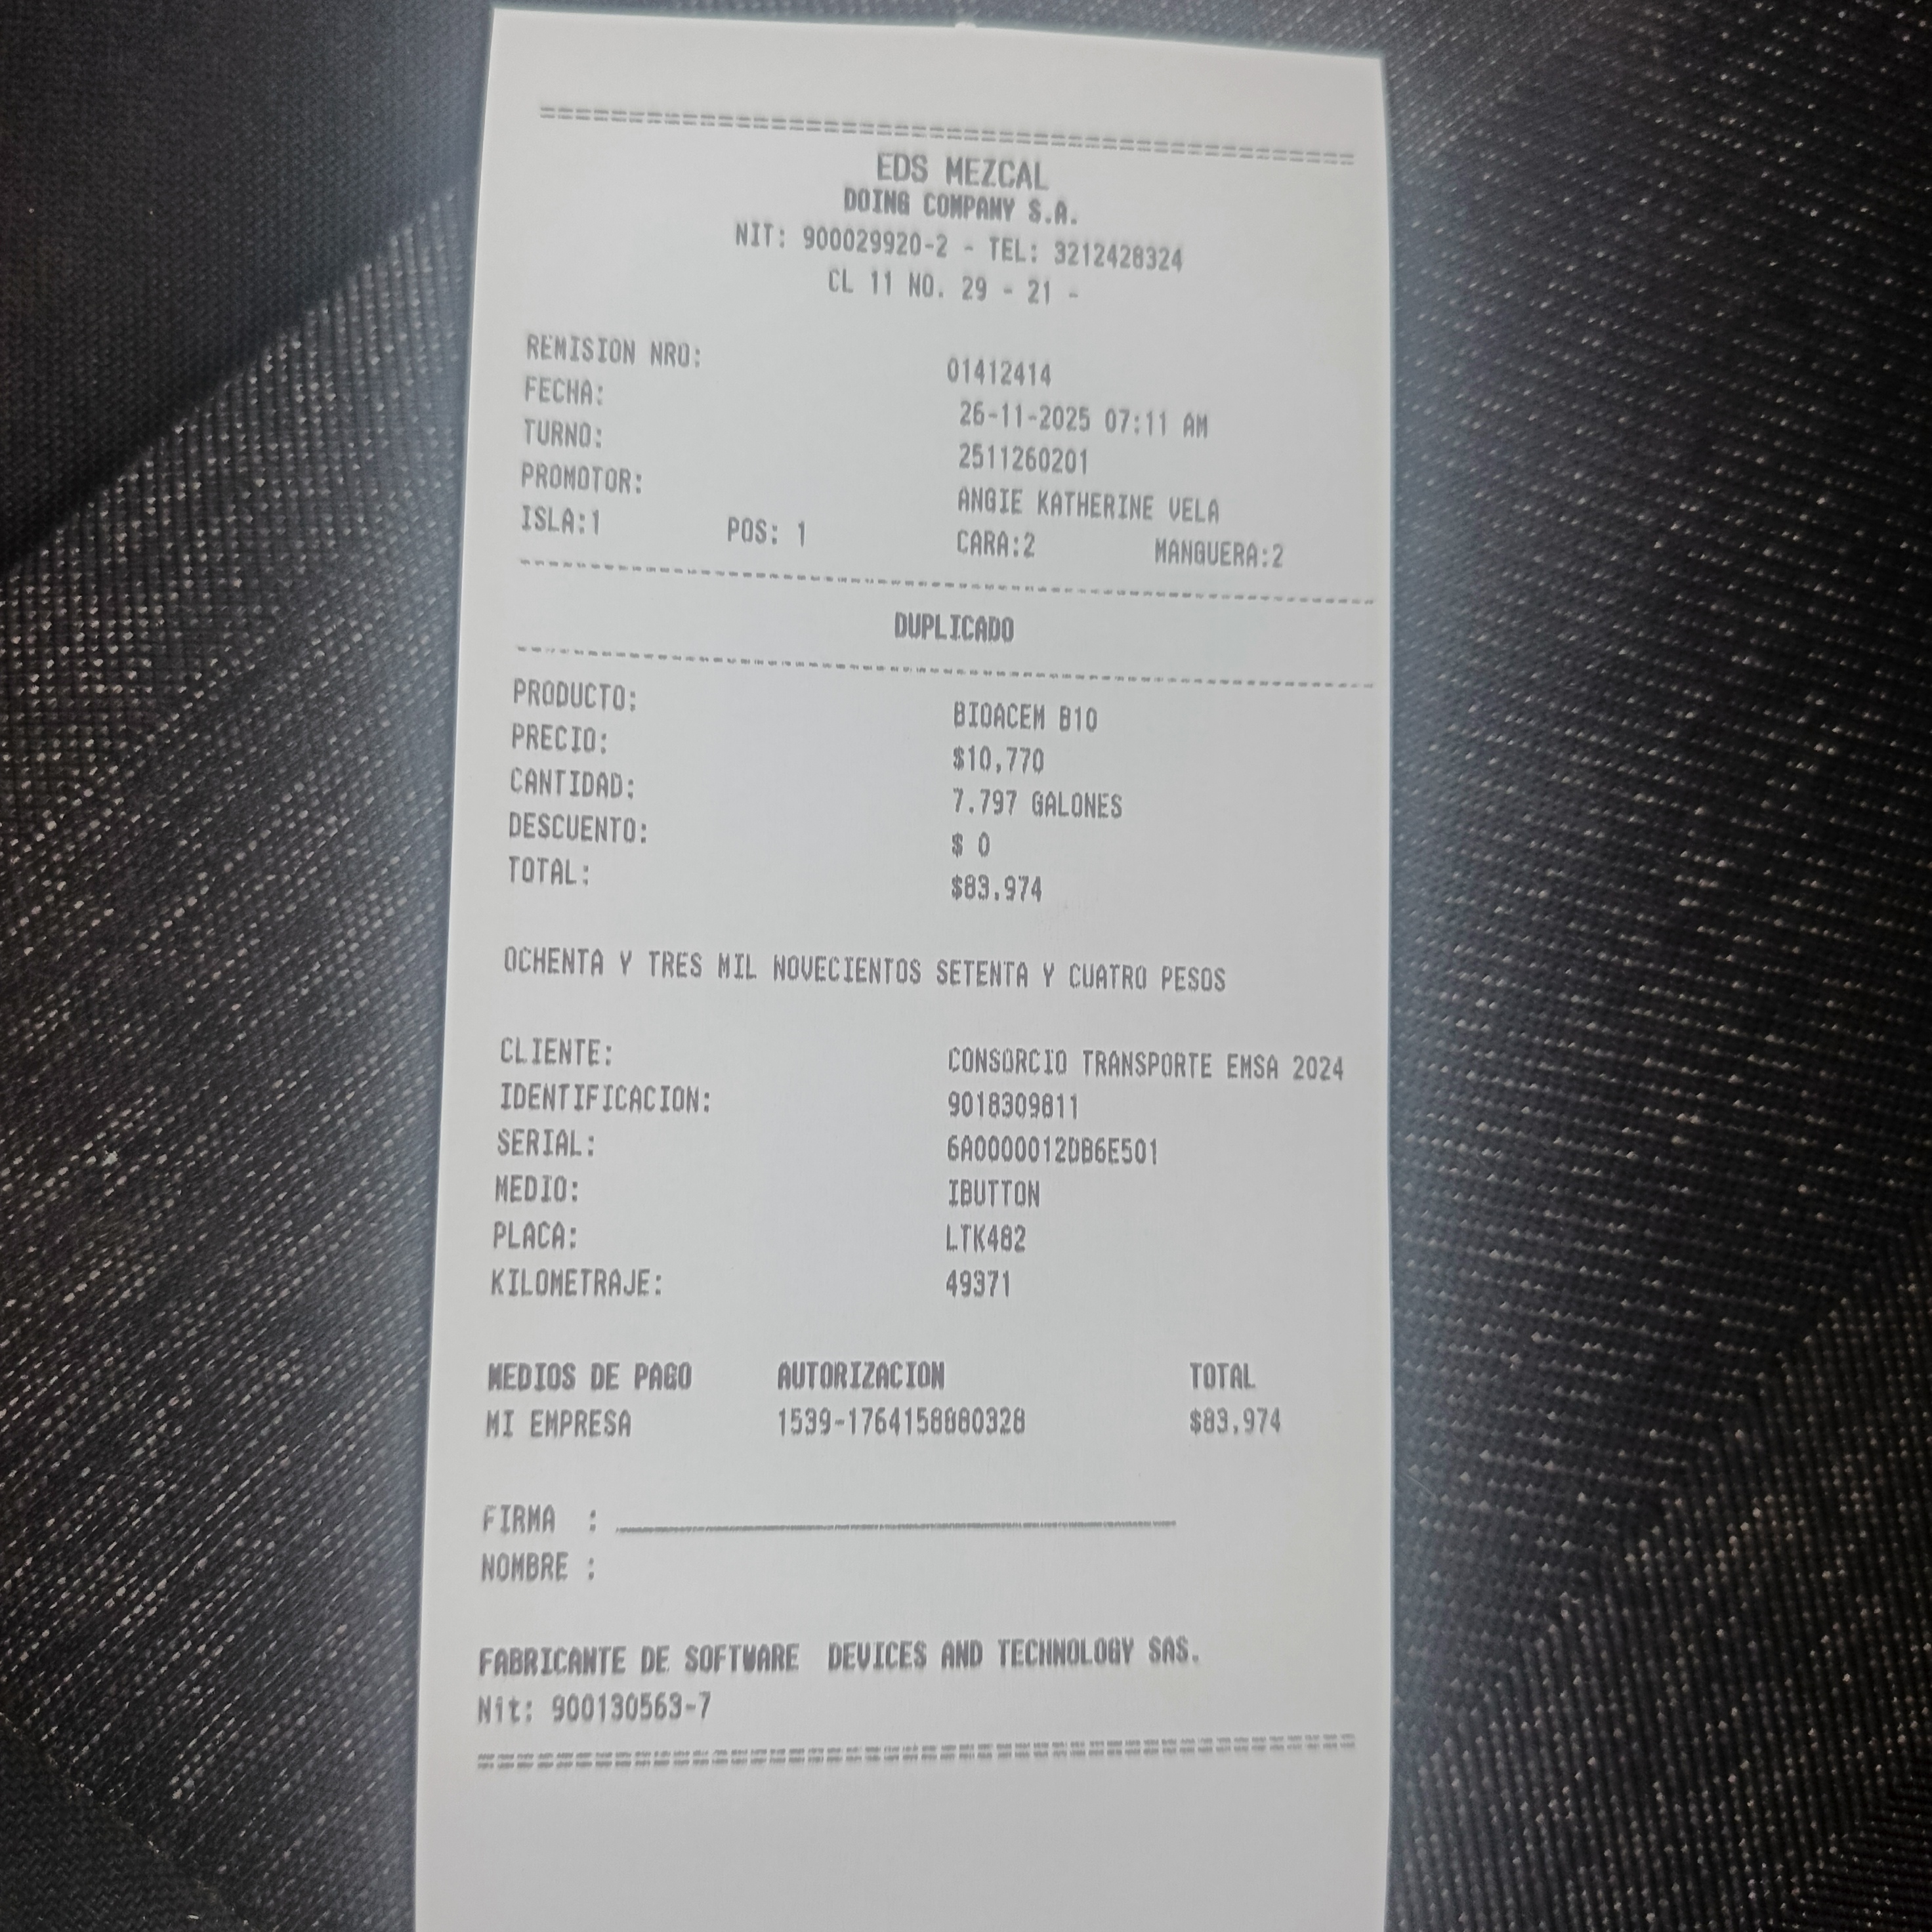 EDS MEZCAL
DOING COMPANY S.A.
NIT: 900029920-2 - TEL: 3212428324
CL 11 NO. 29 - 21 -
REMISION NRO: 01412414
FECHA: 26-11-2025 07:11 AM
TURNO: 2511260201
PROMOTOR: ANGIE KATHERINE VELA
ISLA:1 POS: 1 CARA:2 MANGUERA:2
DUPLICADO
PRODUCTO: BIOACEM B10
PRECIO: $10,770
CANTIDAD: 7.797 GALONES
DESCUENTO: $ 0
TOTAL: $83,974
OCHENTA Y TRES MIL NOVECIENTOS SETENTA Y CUATRO PESOS
CLIENTE: CONSORCIO TRANSPORTE EMSA 2024
IDENTIFICACION: 9018309811
SERIAL: 6A0000012DB6E501
MEDIO: IBUTTON
PLACA: LTK482
KILOMETRAJE: 49371
MEDIOS DE PAGO AUTORIZACION TOTAL
MI EMPRESA 1539-1764158880328 $83,974
FIRMA :
NOMBRE :
FABRICANTE DE SOFTWARE DEVICES AND TECHNOLOGY SAS.
Nit: 900130563-7